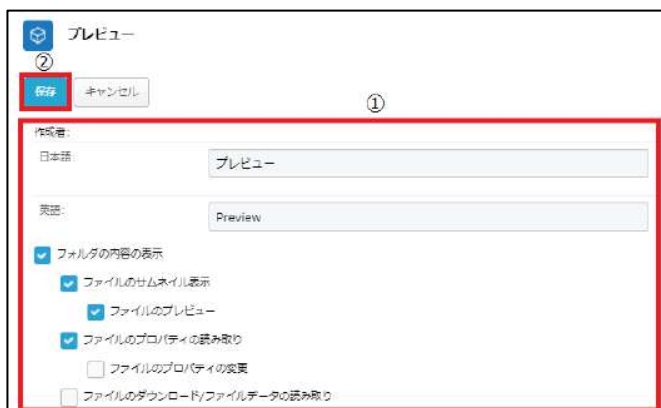 プレビュー
②
保存 キャンセル
①
作成者:
日本語: プレビュー
英語: Preview
フォルダの内容の表示
ファイルのサムネイル表示
ファイルのプレビュー
ファイルのプロパティの読み取り
ファイルのプロパティの変更
ファイルのダウンロード/ファイルデータの読み取り